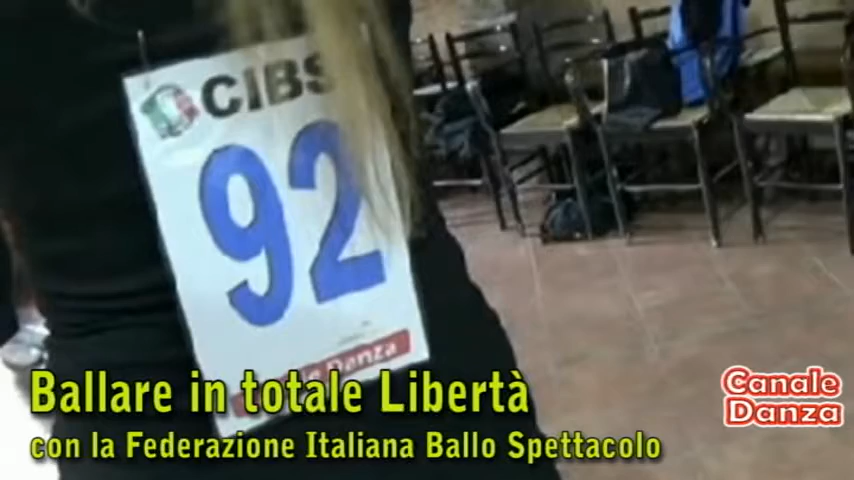 CIBS
92
Danza
Ballare in totale Libertà
con la Federazione Italiana Ballo Spettacolo
Canale
Danza